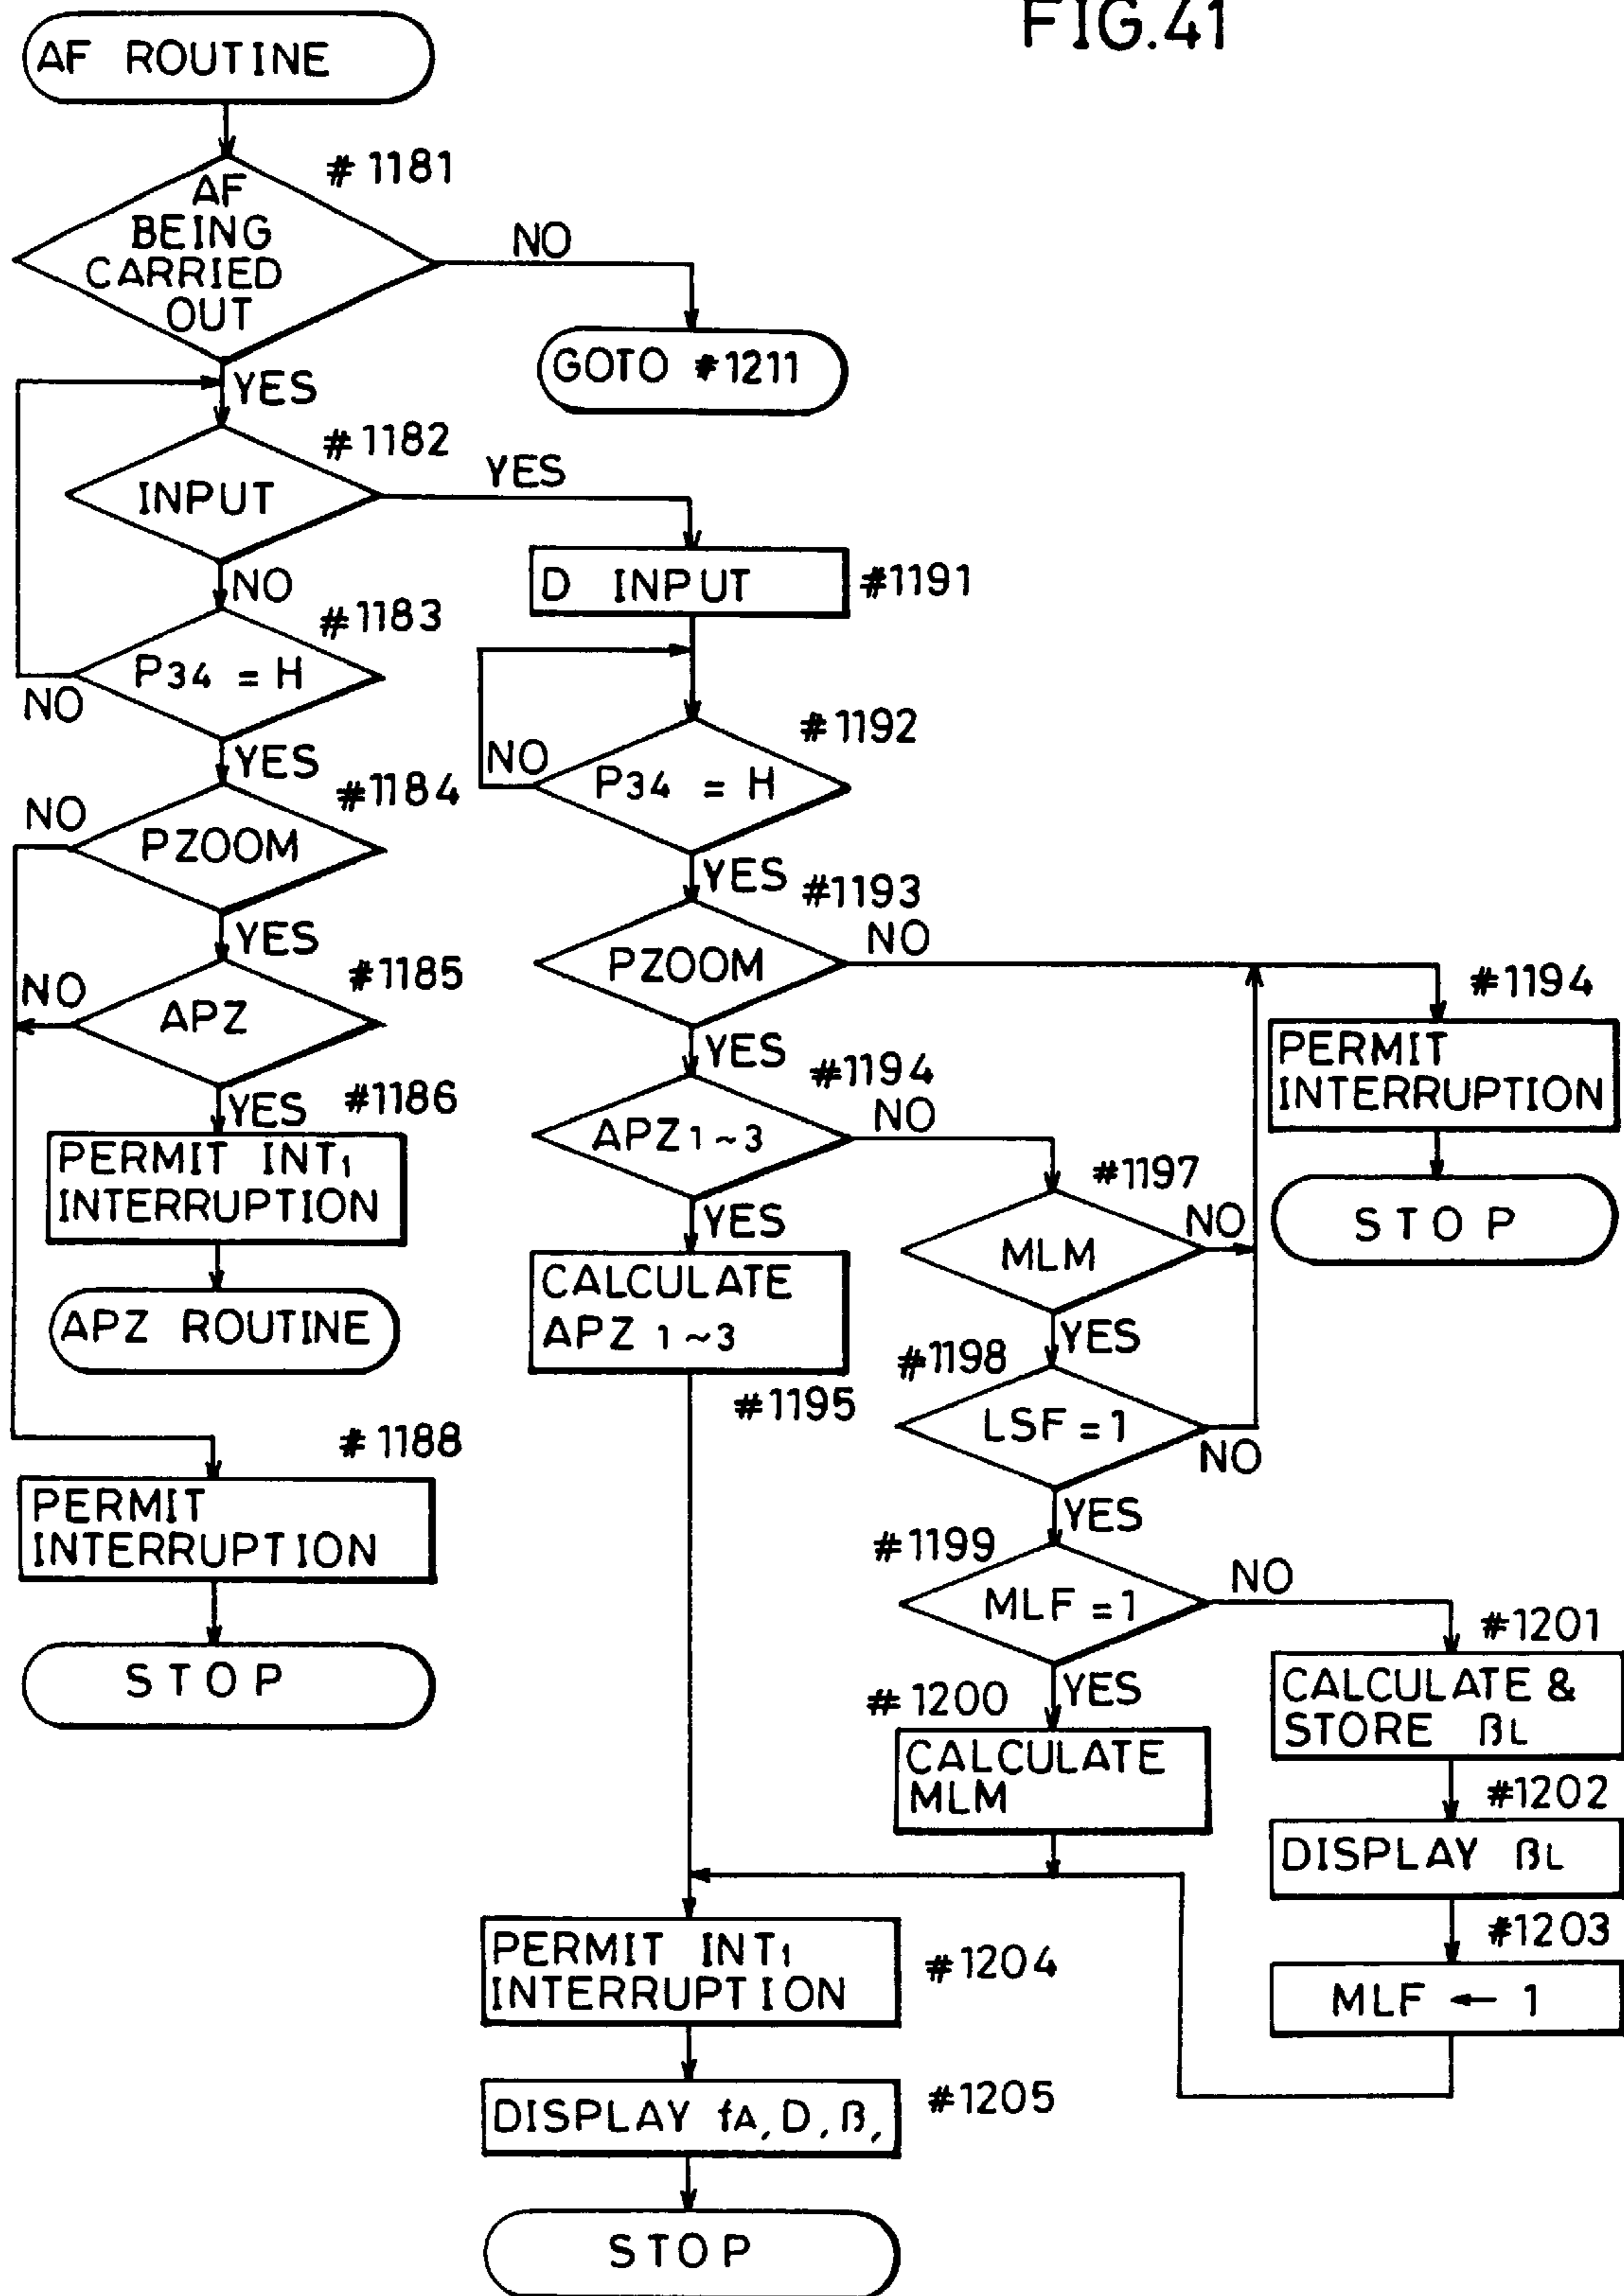 FIG.41
AF ROUTINE
#1181
AF
BEING
CARRIED
OUT
NO
GOTO #1211
YES
#1182
INPUT
YES
NO
#1183
P34 = H
NO
YES
#1184
PZOOM
NO
YES
#1185
APZ
NO
YES
#1186
PERMIT INT1
INTERRUPTION
APZ ROUTINE
#1188
PERMIT
INTERRUPTION
STOP
D INPUT
#1191
#1192
P34 = H
NO
YES
#1193
PZOOM
NO
YES
#1194
PERMIT
INTERRUPTION
STOP
#1194
APZ 1~3
NO
YES
CALCULATE
APZ 1~3
#1195
#1197
MLM
NO
YES
#1198
LSF = 1
NO
YES
#1199
MLF = 1
NO
YES
#1200
CALCULATE
MLM
#1201
CALCULATE &
STORE βL
#1202
DISPLAY βL
#1203
MLF ← 1
PERMIT INT1
INTERRUPTION
#1204
DISPLAY fA, D, β,
#1205
STOP